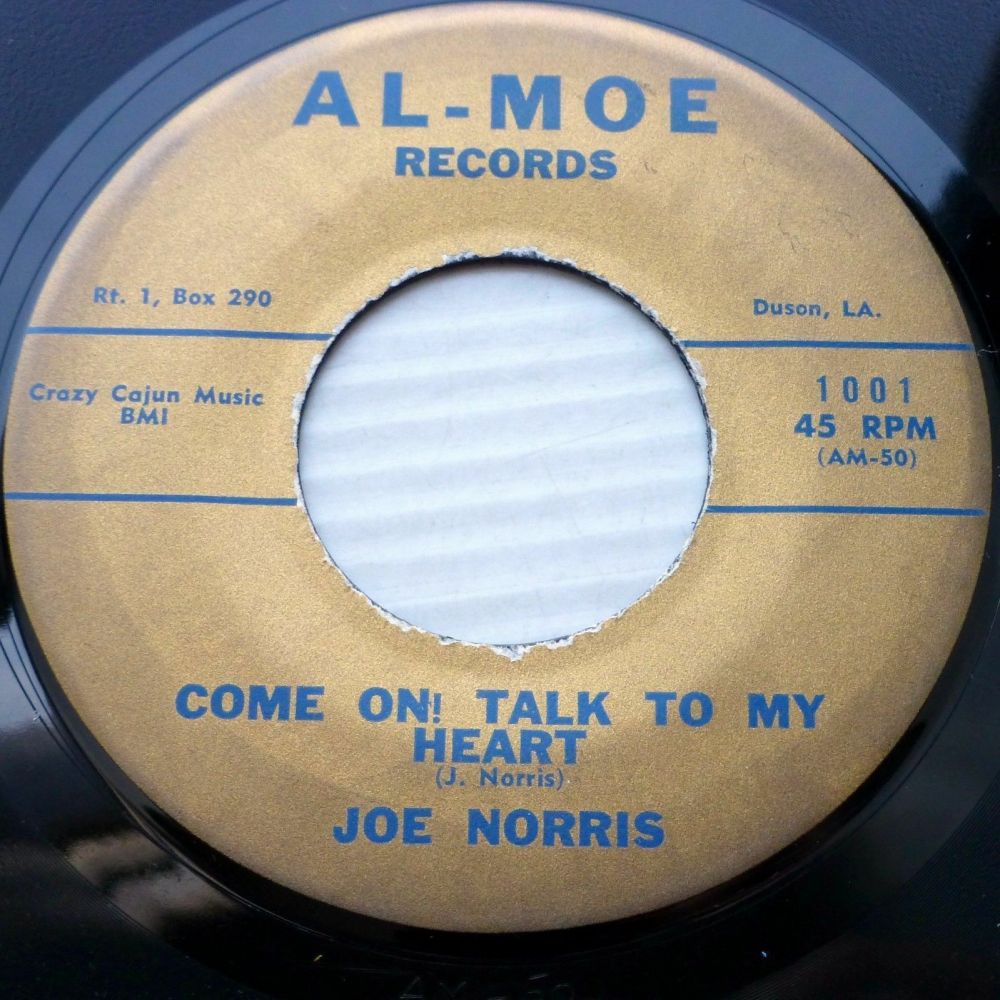 AL-MOE
RECORDS
Rt. 1, Box 290
Duson, LA.
Crazy Cajun Music
BMI
1001
45 RPM
(AM-50)
COME ON! TALK TO MY
HEART
(J. Norris)
JOE NORRIS